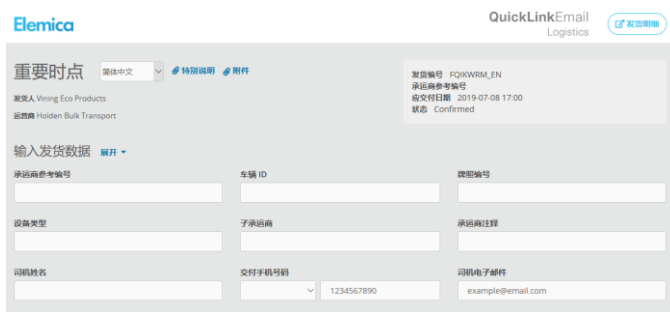 Elemica
QuickLinkEmail
Logistics
发货明细
重要时点 简体中文 特别说明 附件
发货人 Vining Eco Products
运营商 Holden Bulk Transport
发货编号 FQIKWRM_EN
承运商参考编号
应交付日期 2019-07-08 17:00
状态 Confirmed
输入发货数据 展开
承运商参考编号 车辆 ID 牌照编号
设备类型 子承运商 承运商注释
司机姓名 交付手机号码 司机电子邮件
1234567890 example@email.com